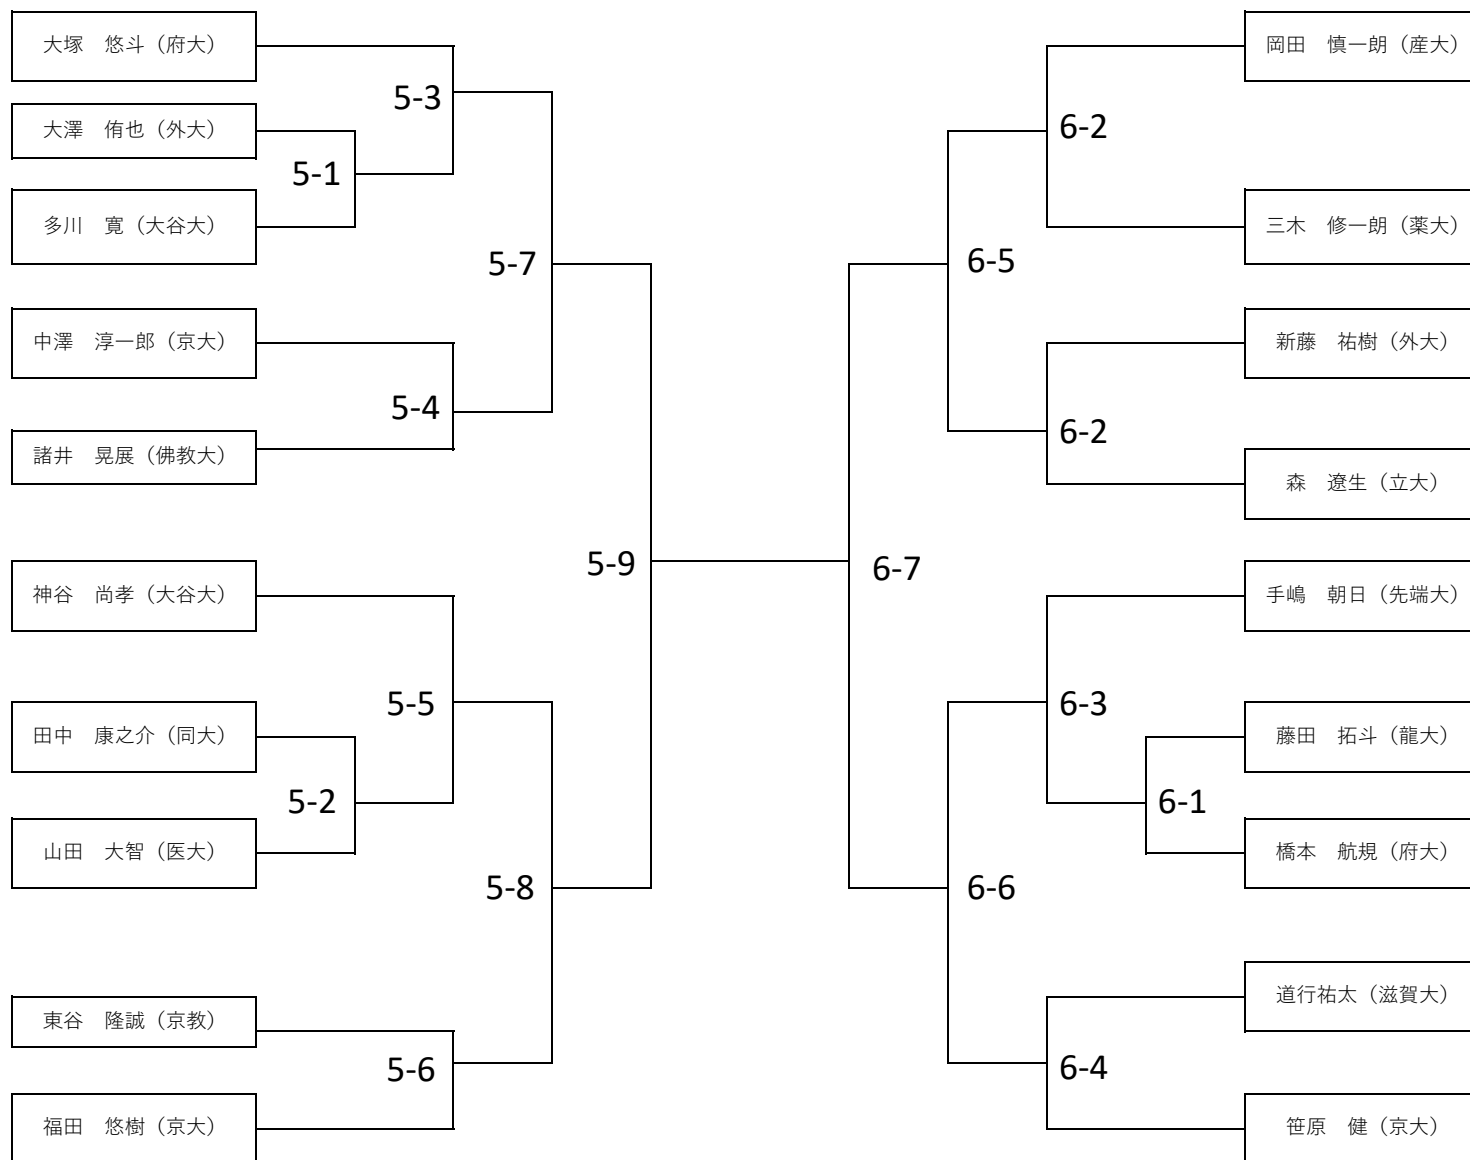 大塚　悠斗（府大）
5-3
大澤　侑也（外大）
5-1
多川　寛（大谷大）
5-7
中澤　淳一郎（京大）
5-4
諸井　晃展（佛教大）
5-9
神谷　尚孝（大谷大）
5-5
田中　康之介（同大）
5-2
山田　大智（医大）
5-8
東谷　隆誠（京教）
5-6
福田　悠樹（京大）
岡田　慎一朗（産大）
6-2
三木　修一朗（薬大）
6-5
新藤　祐樹（外大）
6-2
森　遼生（立大）
6-7
手嶋　朝日（先端大）
6-3
藤田　拓斗（龍大）
6-1
橋本　航規（府大）
6-6
道行祐太（滋賀大）
6-4
笹原　健（京大）